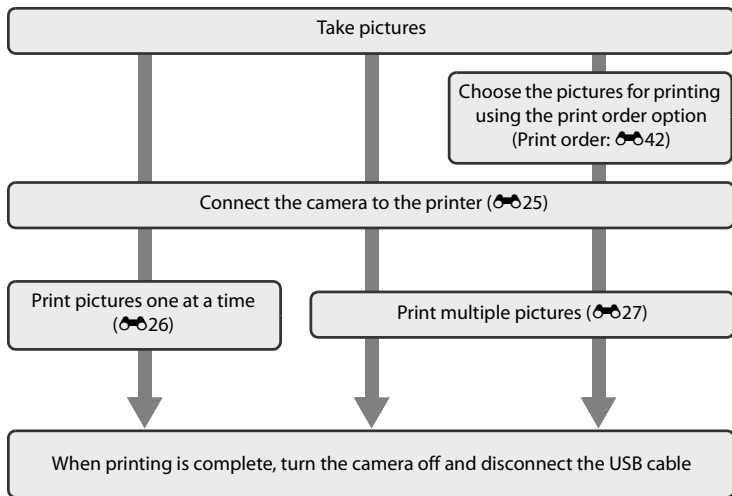 Take pictures
Choose the pictures for printing
using the print order option
(Print order: 42)
Connect the camera to the printer (25)
Print pictures one at a time
(26)
Print multiple pictures (27)
When printing is complete, turn the camera off and disconnect the USB cable